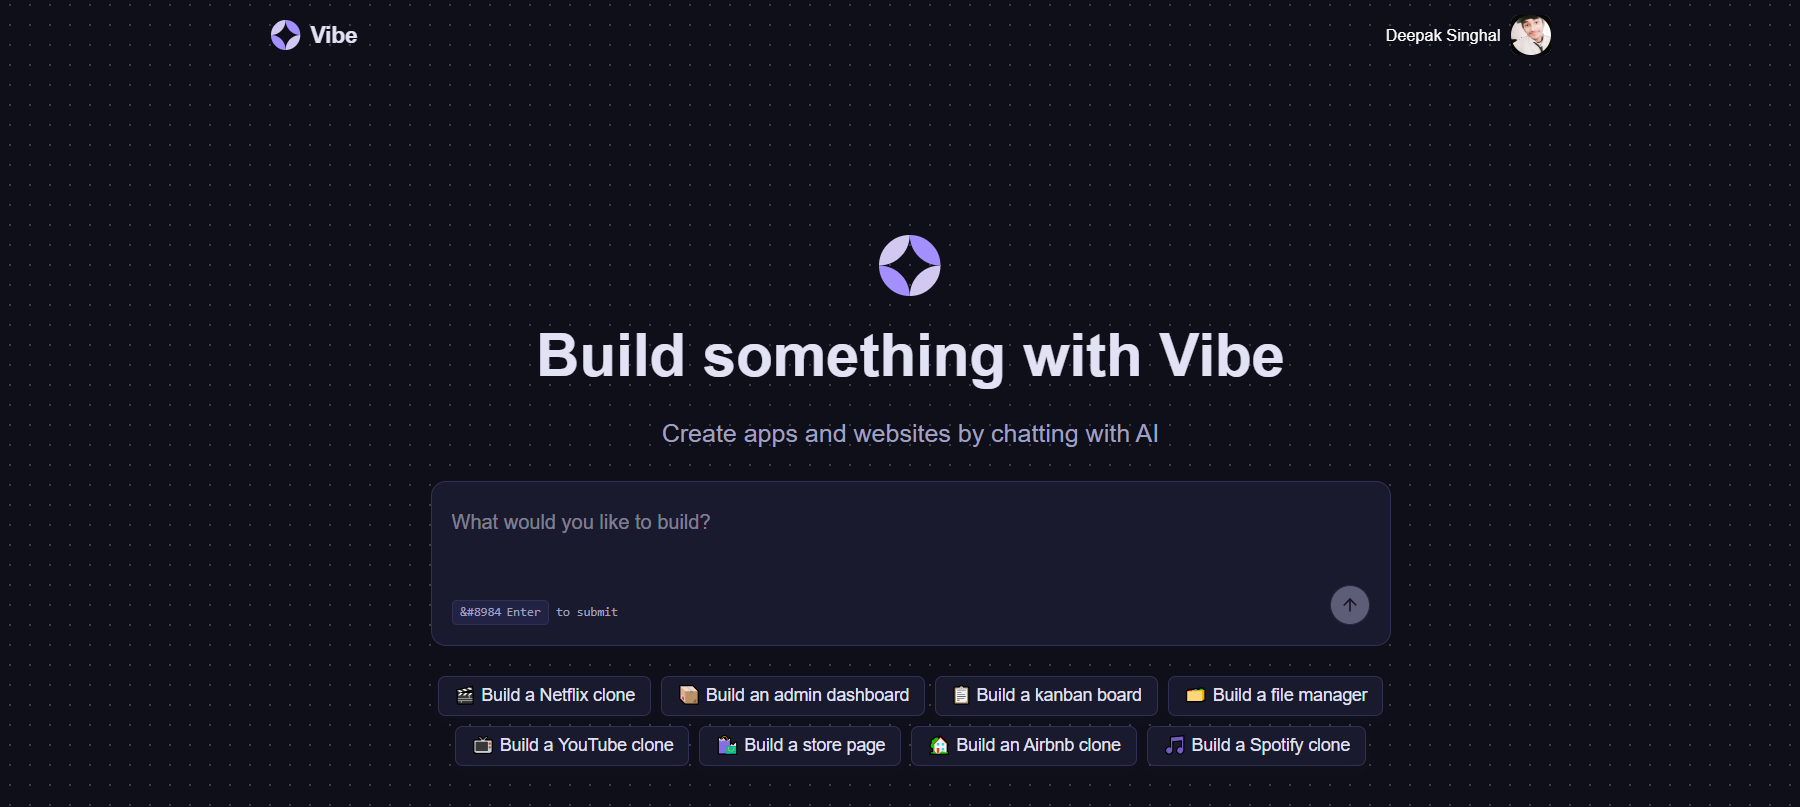 Vibe
Deepak Singhal
Build something with Vibe
Create apps and websites by chatting with AI
What would you like to build?
&#8984 Enter to submit
🎬 Build a Netflix clone
📦 Build an admin dashboard
📋 Build a kanban board
🗂️ Build a file manager
📺 Build a YouTube clone
🛍️ Build a store page
🏡 Build an Airbnb clone
🎵 Build a Spotify clone